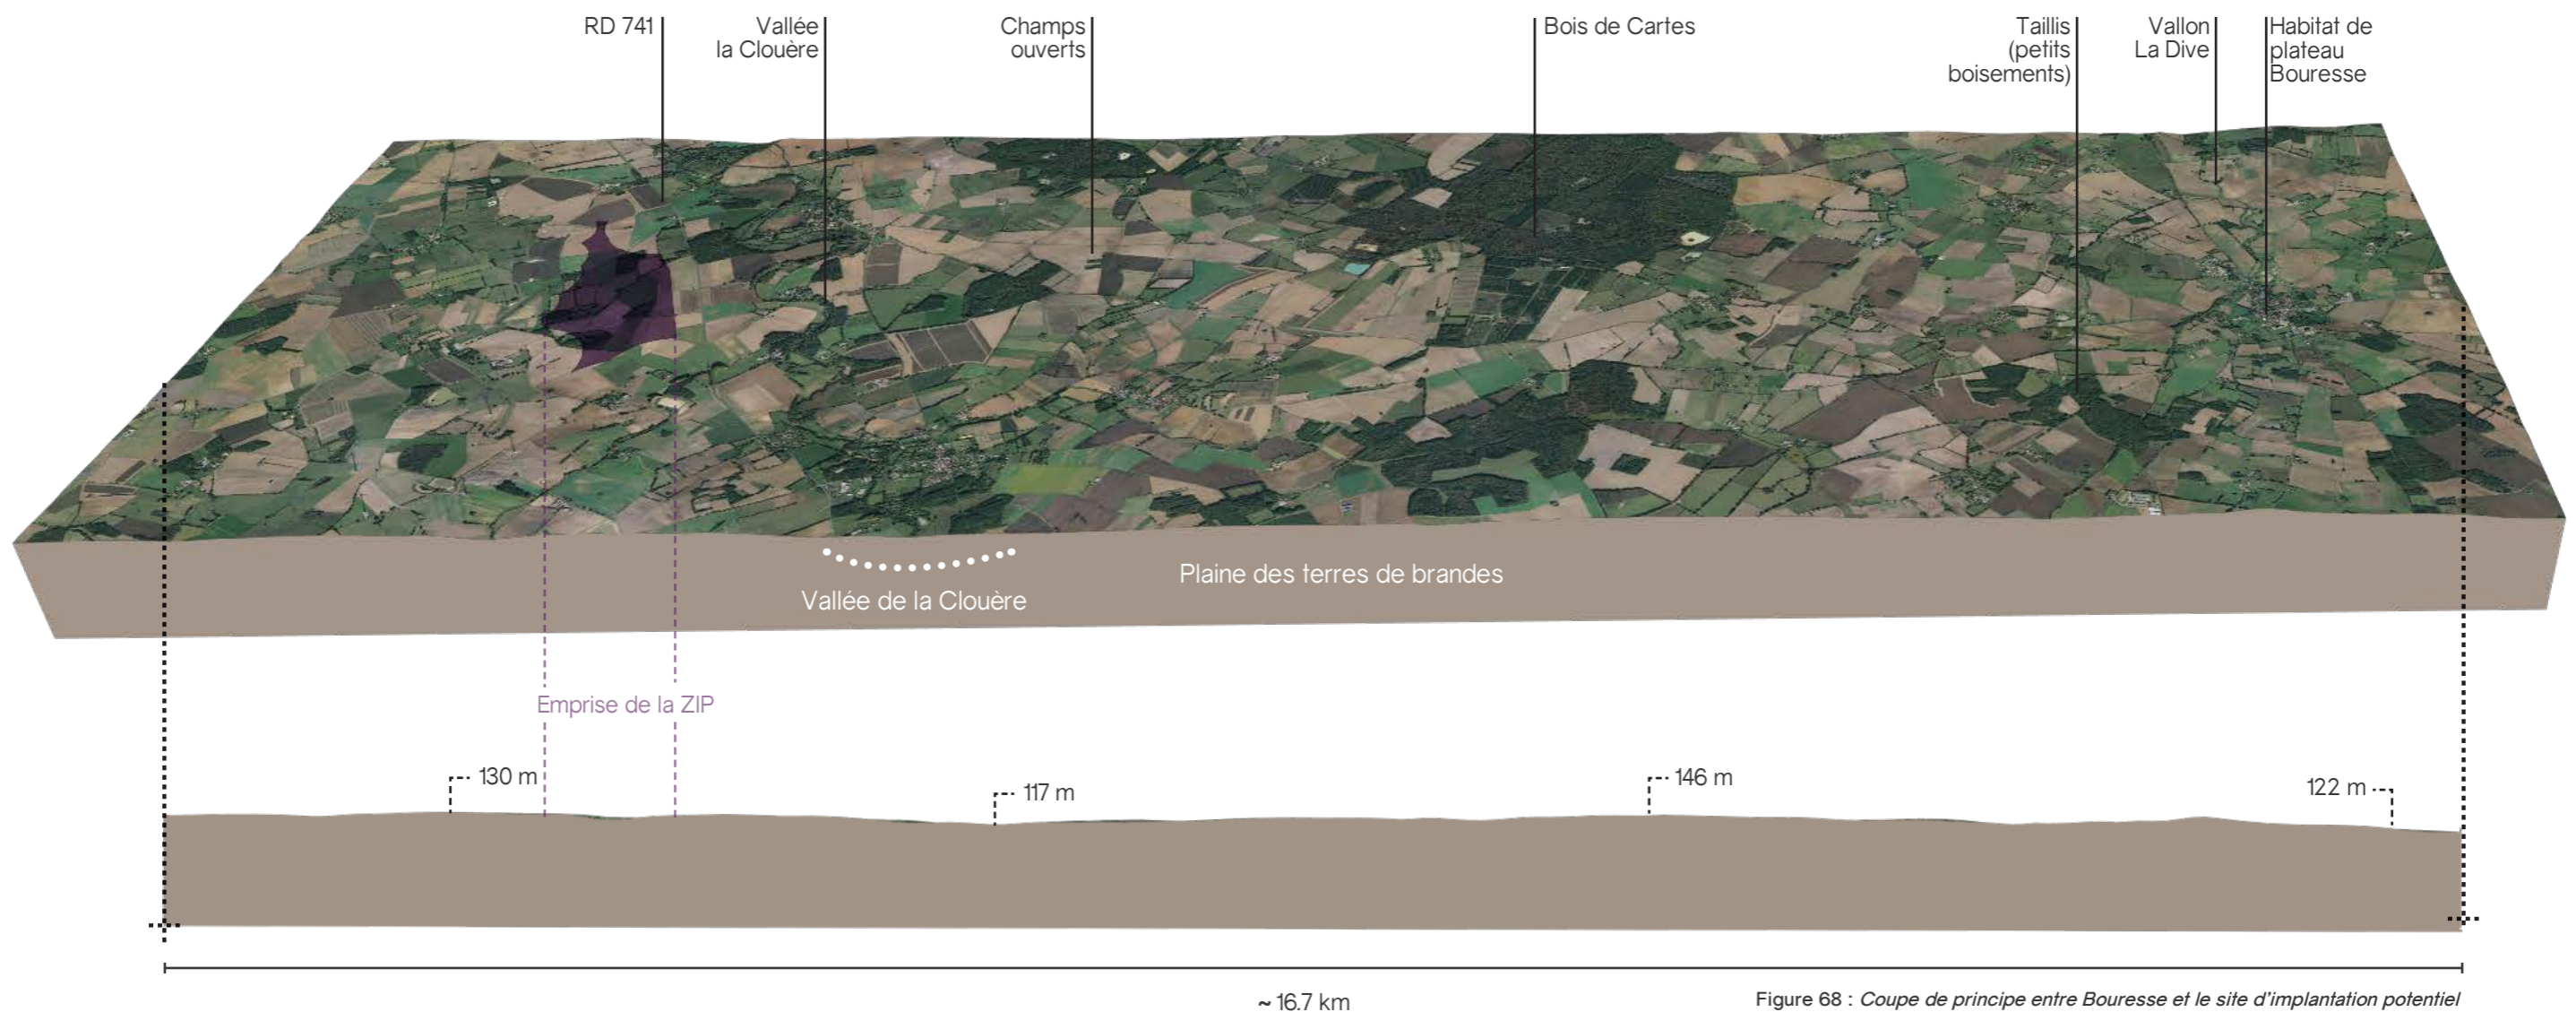 RD 741
Vallée
la Clouère
Champs
ouverts
Bois de Cartes
Taillis
(petits
boisements)
Vallon
La Dive
Habitat de
plateau
Bouresse
Plaine des terres de brandes
Vallée de la Clouère
Emprise de la ZIP
130 m
117 m
146 m
122 m
~ 16.7 km
Figure 68 : Coupe de principe entre Bouresse et le site d'implantation potentiel